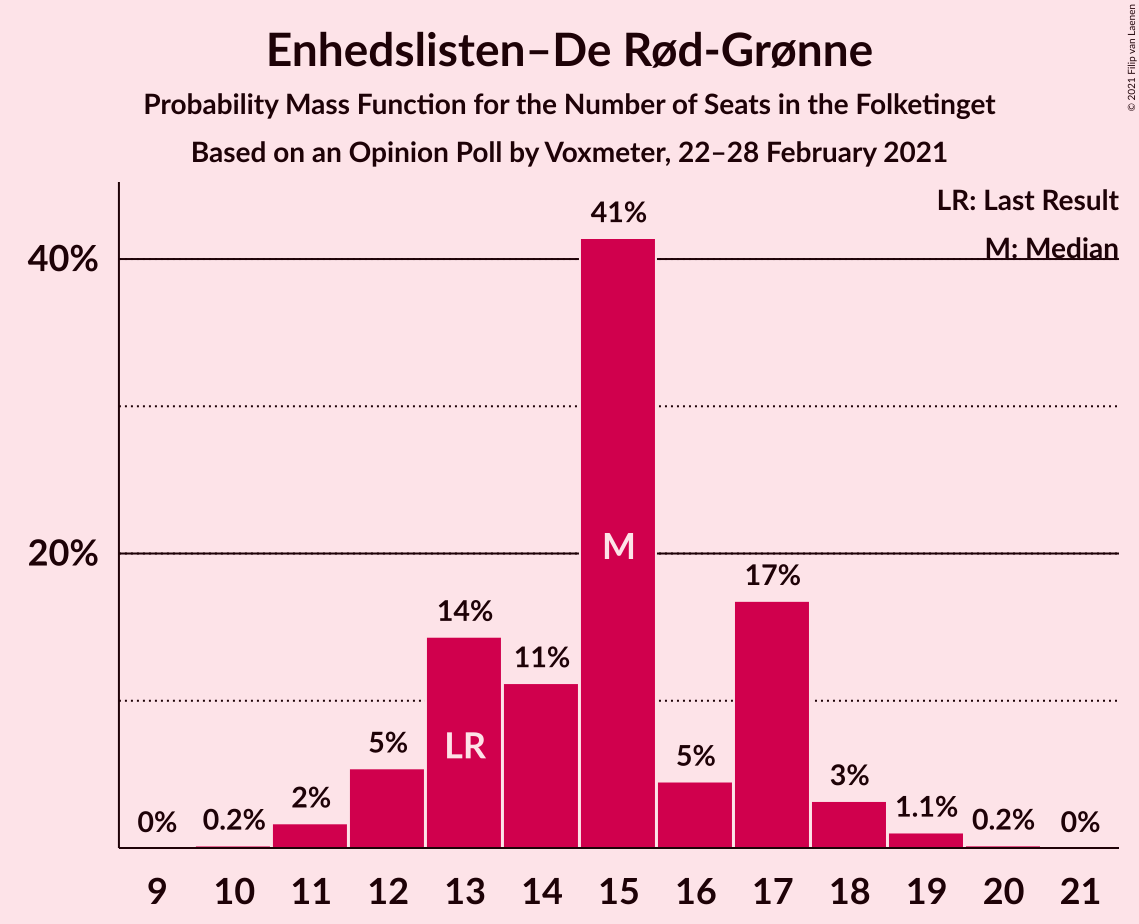 Enhedslisten–De Rød-Grønne
Probability Mass Function for the Number of Seats in the Folketinget
Based on an Opinion Poll by Voxmeter, 22–28 February 2021
© 2021 Filip van Laenen
LR: Last Result
M: Median
40%
20%
0%
0.2%
2%
5%
14%
11%
41%
5%
17%
3%
1.1%
0.2%
0%
LR
M
9 10 11 12 13 14 15 16 17 18 19 20 21